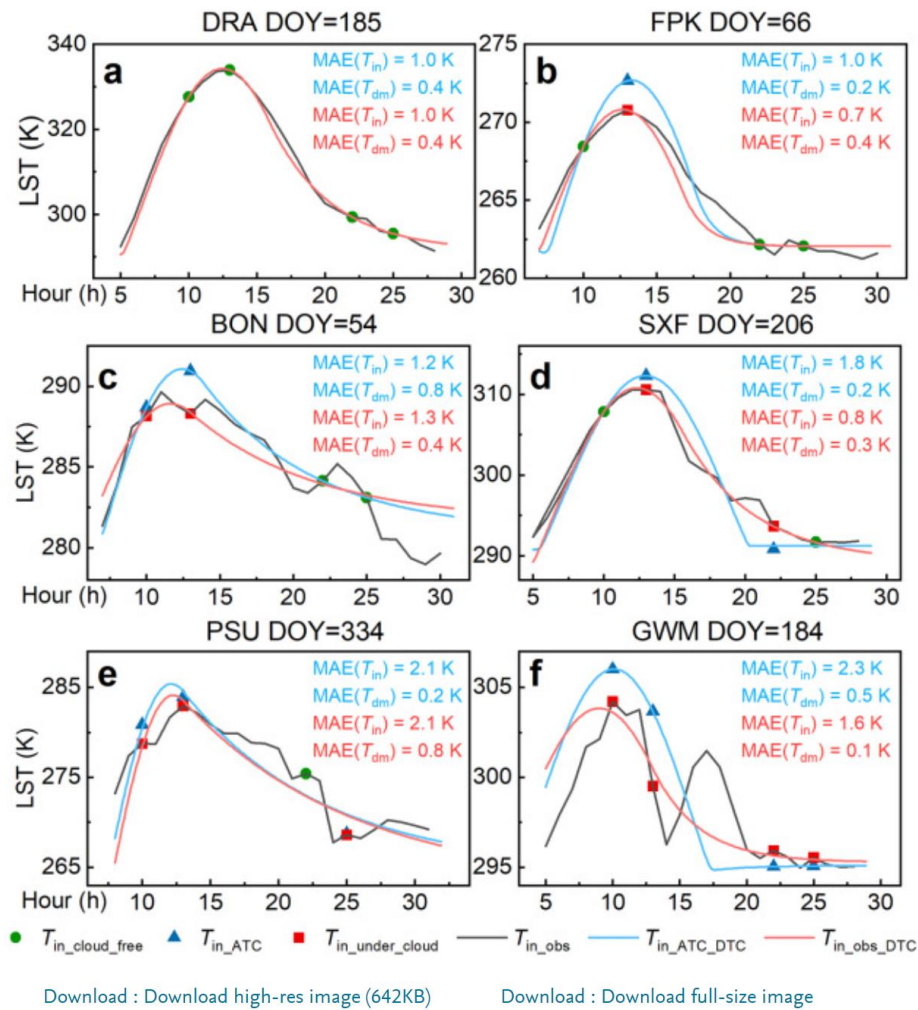 DRA DOY=185
FPK DOY=66
a
MAE(Tin) = 1.0 K
MAE(Tdm) = 0.4 K
MAE(Tin) = 1.0 K
MAE(Tdm) = 0.4 K
LST (K)
340
320
300
Hour (h) 5 10 15 20 25 30
b
MAE(Tin) = 1.0 K
MAE(Tdm) = 0.2 K
MAE(Tin) = 0.7 K
MAE(Tdm) = 0.4 K
275
270
265
260
10 15 20 25 30
BON DOY=54
SXF DOY=206
c
MAE(Tin) = 1.2 K
MAE(Tdm) = 0.8 K
MAE(Tin) = 1.3 K
MAE(Tdm) = 0.4 K
LST (K)
290
285
280
Hour (h) 10 15 20 25 30
d
MAE(Tin) = 1.8 K
MAE(Tdm) = 0.2 K
MAE(Tin) = 0.8 K
MAE(Tdm) = 0.3 K
310
300
290
5 10 15 20 25 30
PSU DOY=334
GWM DOY=184
e
MAE(Tin) = 2.1 K
MAE(Tdm) = 0.2 K
MAE(Tin) = 2.1 K
MAE(Tdm) = 0.8 K
LST (K)
285
275
265
Hour (h) 10 15 20 25 30
f
MAE(Tin) = 2.3 K
MAE(Tdm) = 0.5 K
MAE(Tin) = 1.6 K
MAE(Tdm) = 0.1 K
305
300
295
5 10 15 20 25 30
Tin_cloud_free Tin_ATC Tin_under_cloud Tin_obs Tin_ATC_DTC Tin_obs_DTC
Download : Download high-res image (642KB) Download : Download full-size image